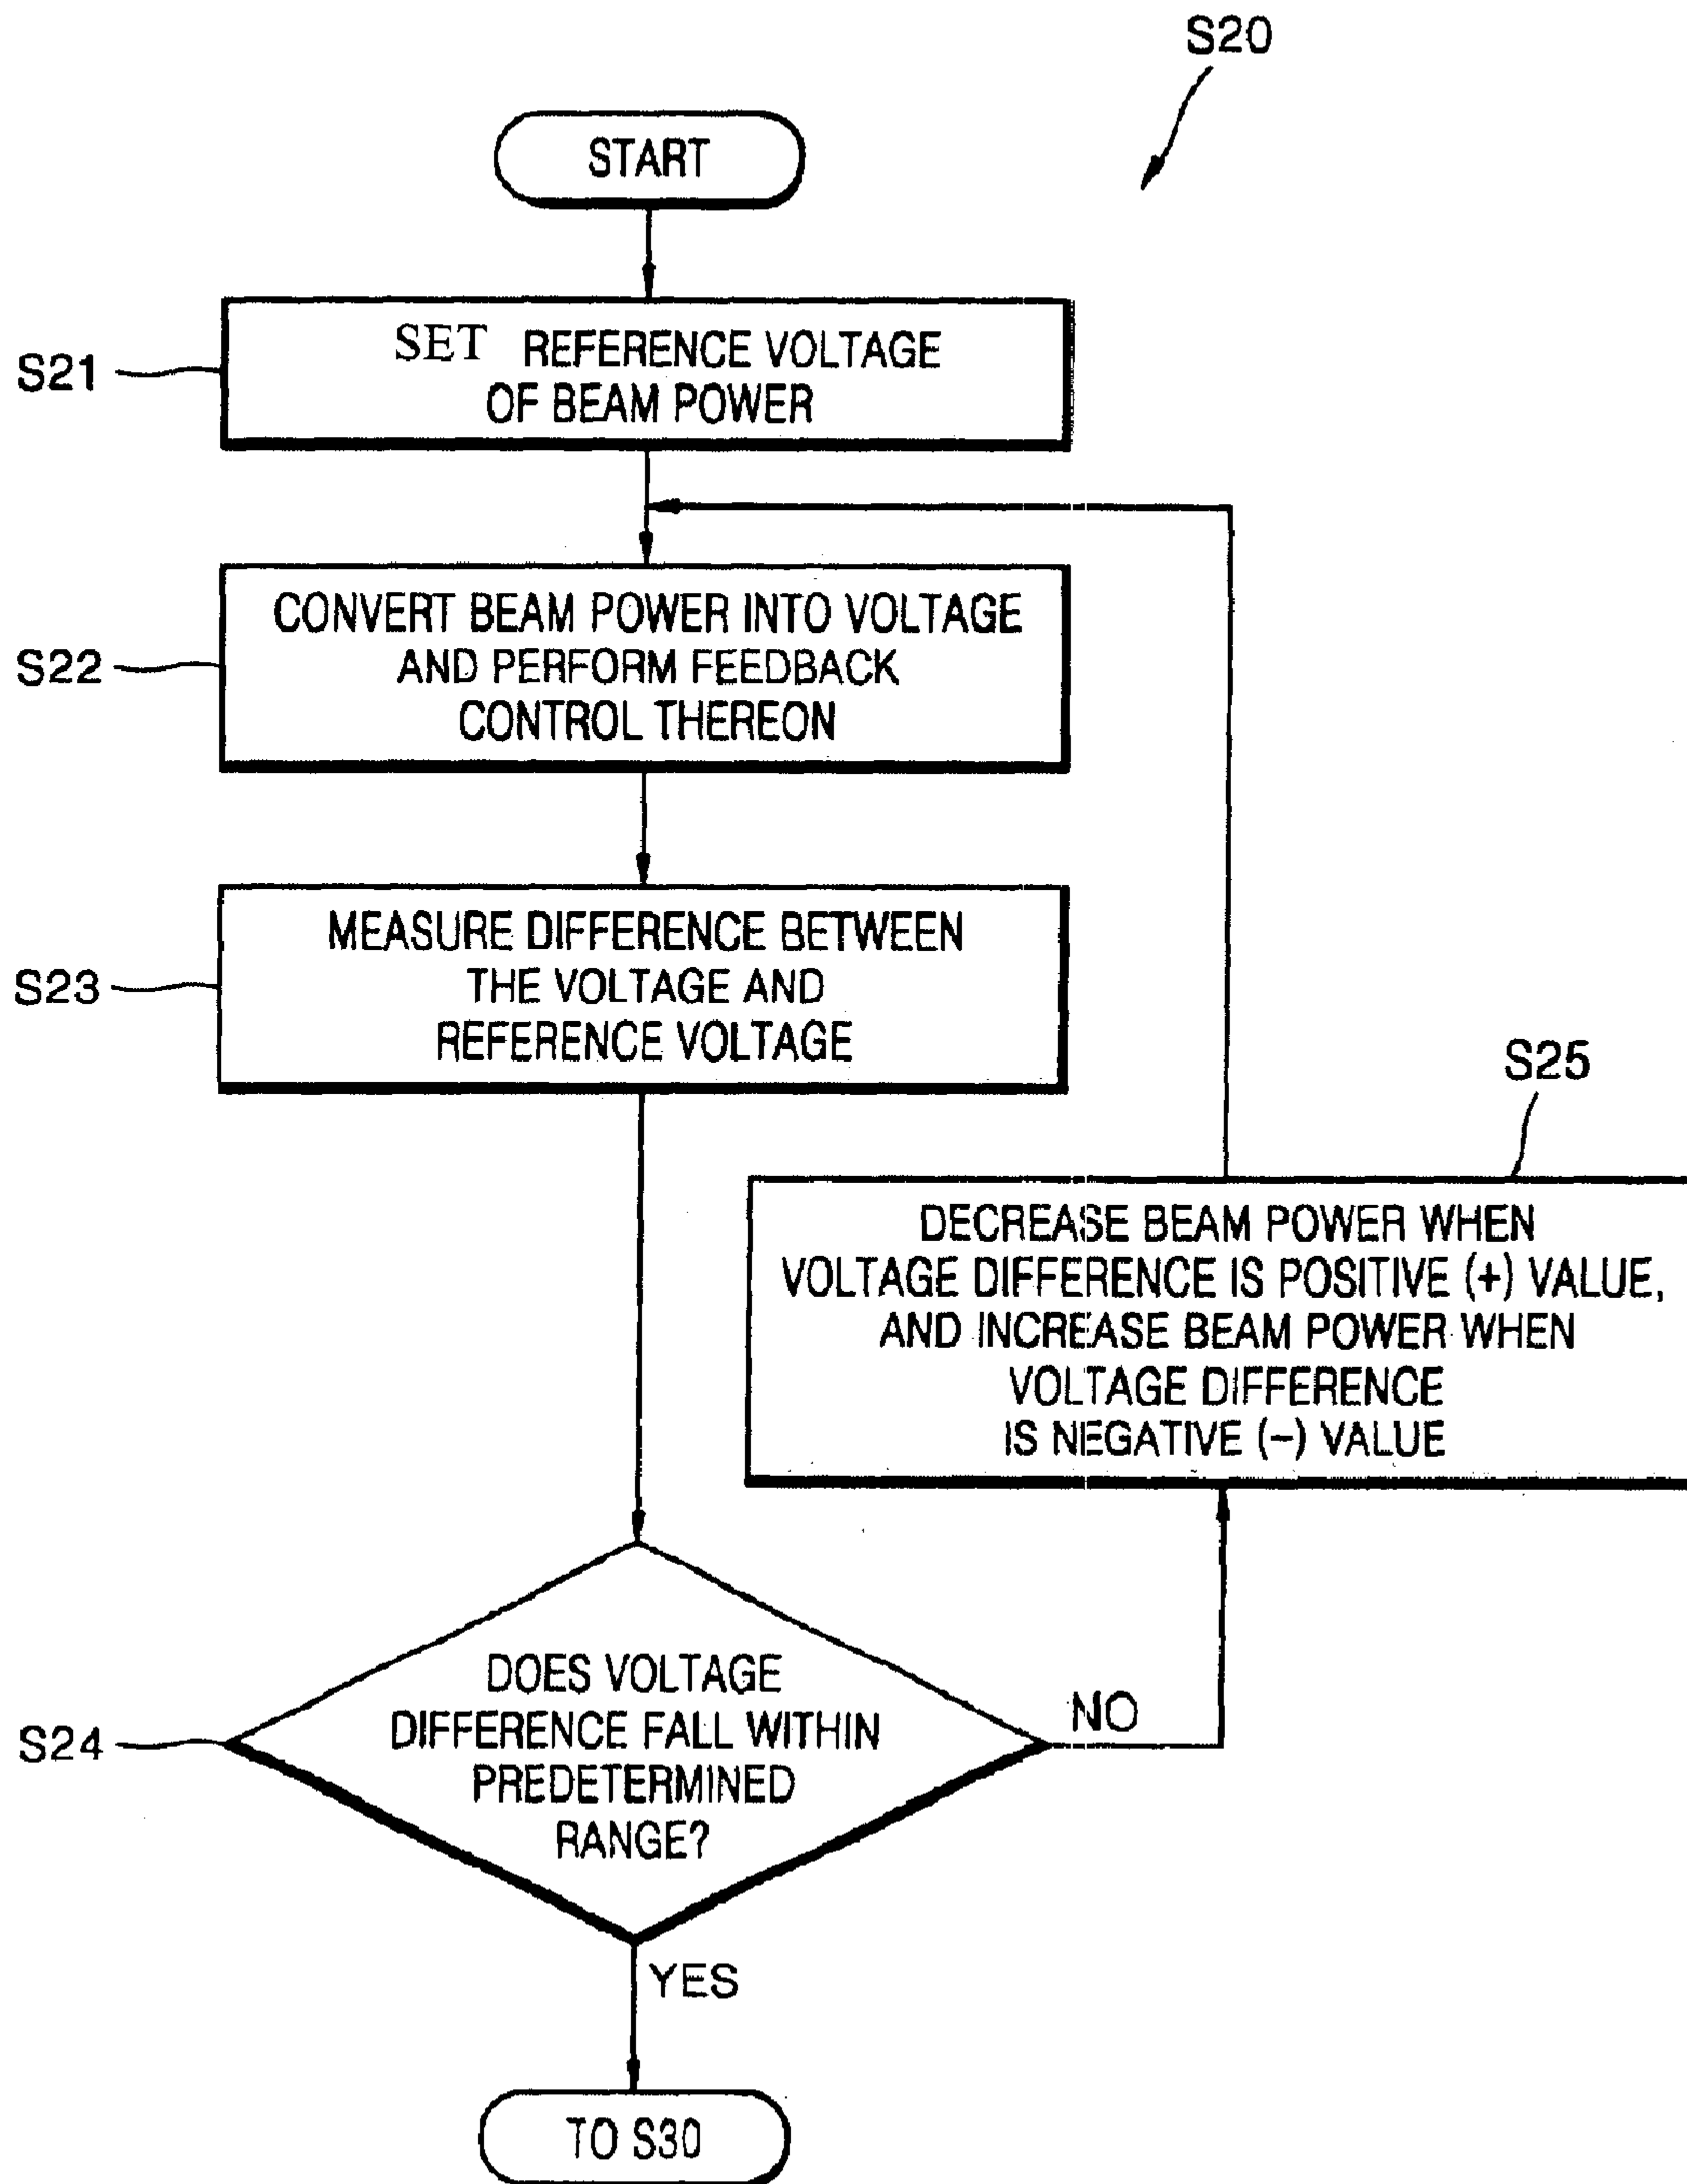 S20
START
S21
SET REFERENCE VOLTAGE
OF BEAM POWER
S22
CONVERT BEAM POWER INTO VOLTAGE
AND PERFORM FEEDBACK
CONTROL THEREON
S23
MEASURE DIFFERENCE BETWEEN
THE VOLTAGE AND
REFERENCE VOLTAGE
S25
DECREASE BEAM POWER WHEN
VOLTAGE DIFFERENCE IS POSITIVE (+) VALUE,
AND INCREASE BEAM POWER WHEN
VOLTAGE DIFFERENCE
IS NEGATIVE (–) VALUE
S24
DOES VOLTAGE
DIFFERENCE FALL WITHIN
PREDETERMINED
RANGE?
NO
YES
TO S30